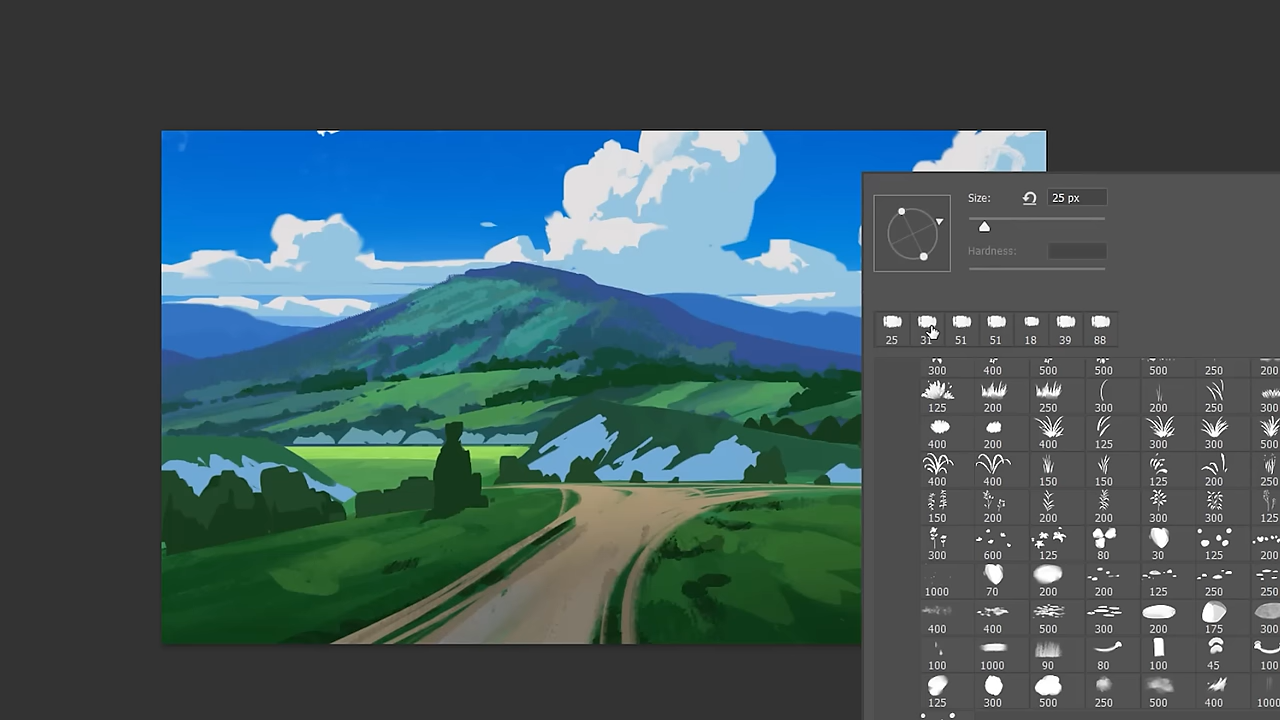 Size: 25 px
Hardness:
25 31 51 51 18 39 88
300 400 500 500 500 250 200
125 200 250 300 200 250 300
400 200 400 125 300 300 500
400 400 150 150 125 200 250
150 200 200 200 300 300 125
300 600 125 80 30 125 200
1000 70 200 200 125 250 250
400 400 500 300 200 175 300
100 1000 90 80 100 45 100
125 300 500 250 500 400 1000